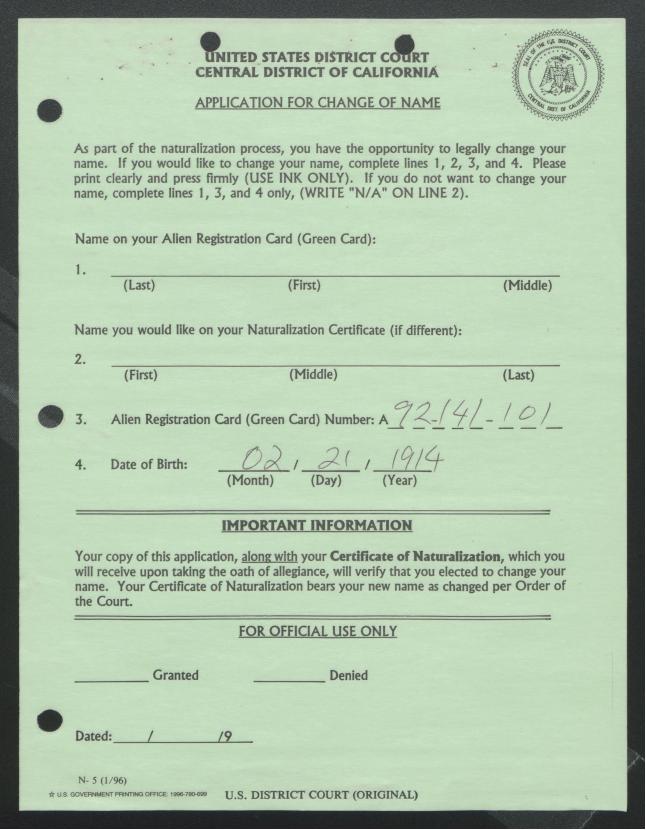 UNITED STATES DISTRICT COURT
CENTRAL DISTRICT OF CALIFORNIA
SEAL OF THE U.S. DISTRICT COURT
CENTRAL DIST. OF CALIFORNIA
APPLICATION FOR CHANGE OF NAME
As part of the naturalization process, you have the opportunity to legally change your
name. If you would like to change your name, complete lines 1, 2, 3, and 4. Please
print clearly and press firmly (USE INK ONLY). If you do not want to change your
name, complete lines 1, 3, and 4 only, (WRITE "N/A" ON LINE 2).
Name on your Alien Registration Card (Green Card):
1.
(Last) (First) (Middle)
Name you would like on your Naturalization Certificate (if different):
2.
(First) (Middle) (Last)
3. Alien Registration Card (Green Card) Number: A 92-141-101
4. Date of Birth: 02 / 21 / 1914
(Month) (Day) (Year)
IMPORTANT INFORMATION
Your copy of this application, along with your Certificate of Naturalization, which you
will receive upon taking the oath of allegiance, will verify that you elected to change your
name. Your Certificate of Naturalization bears your new name as changed per Order of
the Court.
FOR OFFICIAL USE ONLY
Granted Denied
Dated: / /9
N- 5 (1/96)
☆ U.S. GOVERNMENT PRINTING OFFICE: 1996-780-699 U.S. DISTRICT COURT (ORIGINAL)